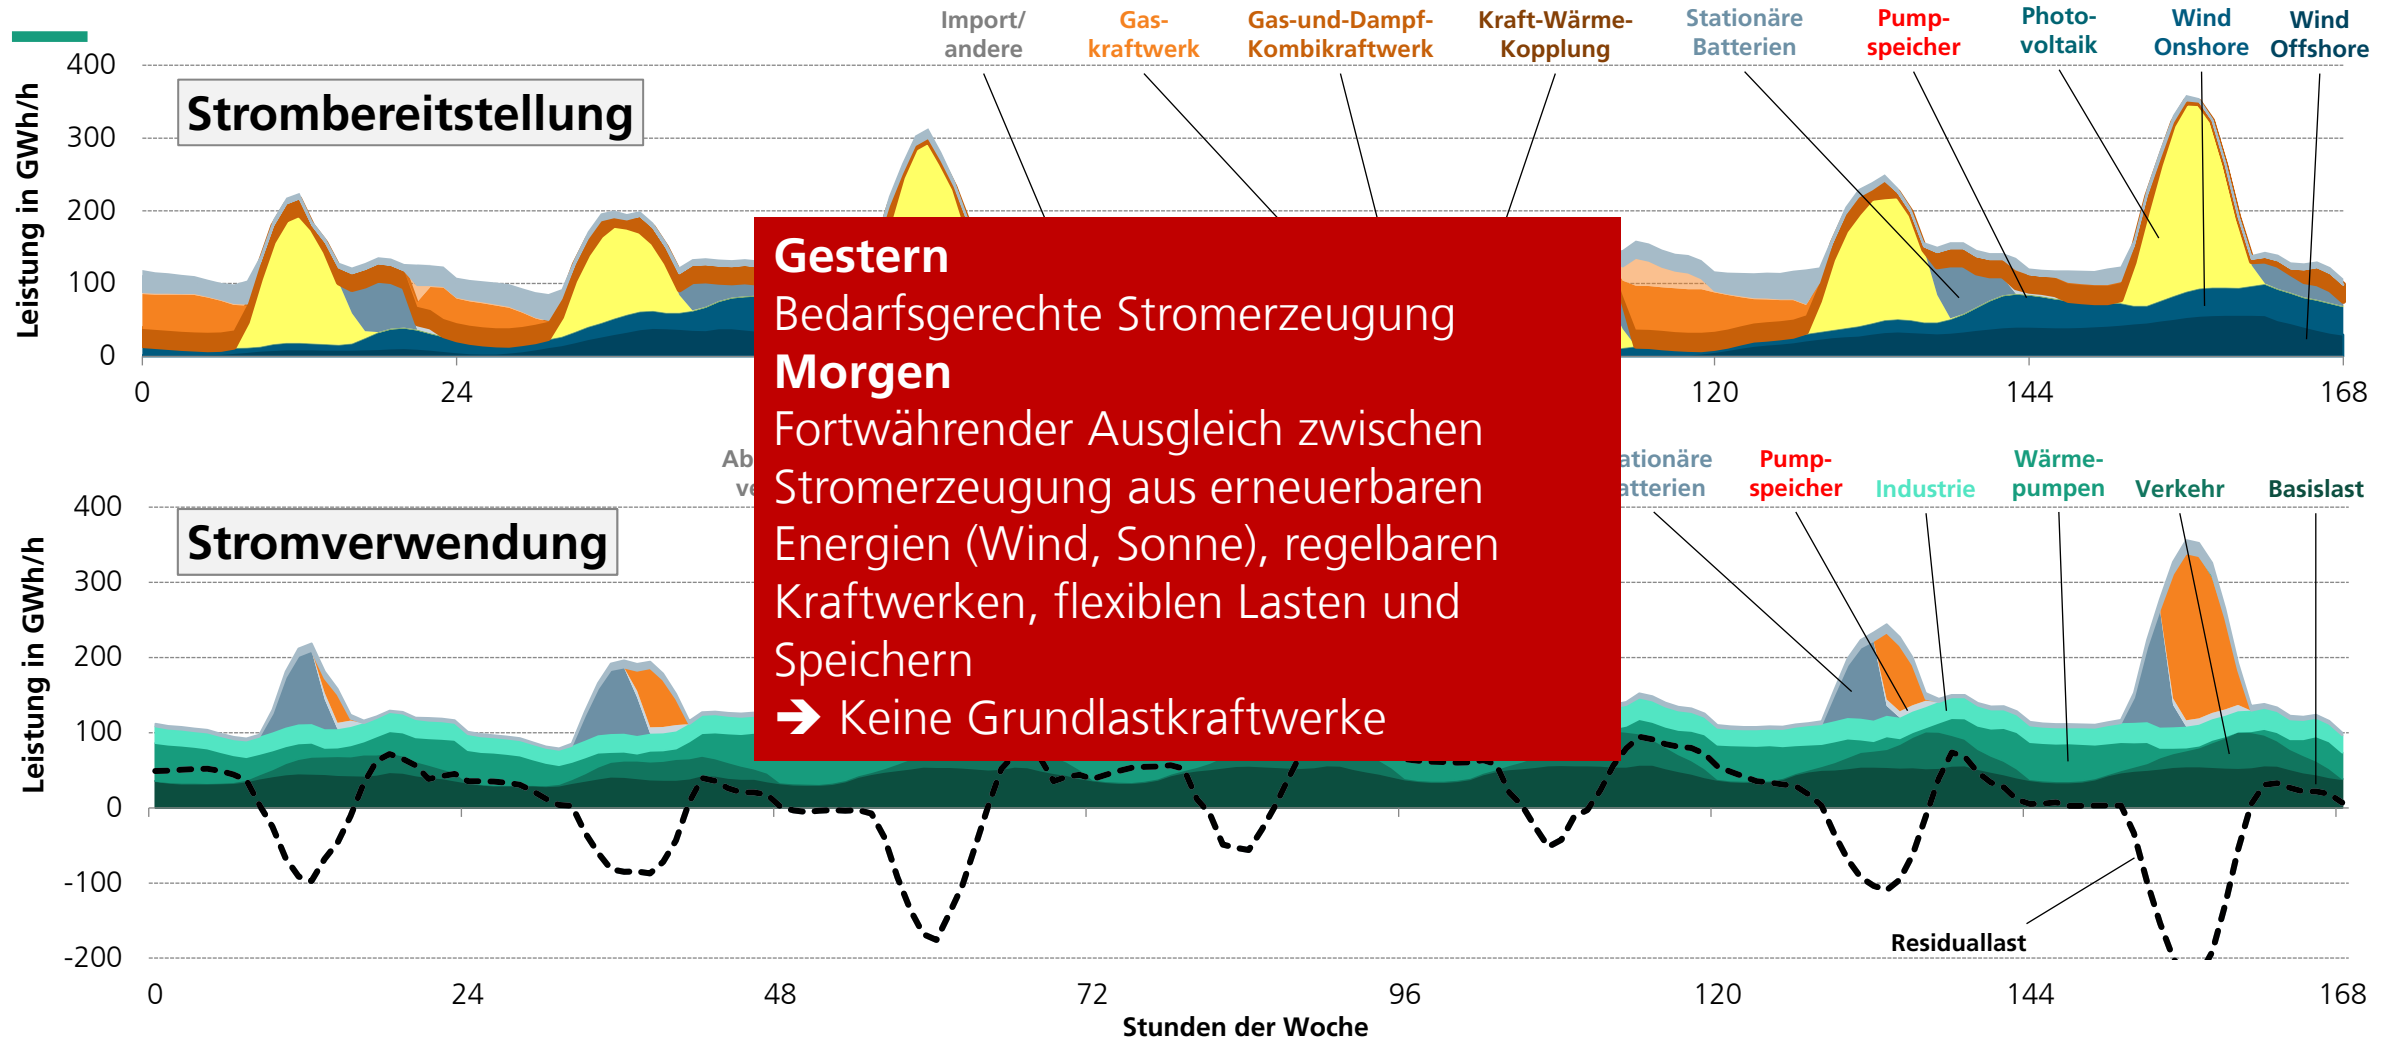 Import/
andere
Gas-
kraftwerk
Gas-und-Dampf-
Kombikraftwerk
Kraft-Wärme-
Kopplung
Stationäre
Batterien
Pump-
speicher
Photo-
voltaik
Wind
Onshore
Wind
Offshore
Leistung in GWh/h
400
300
200
100
0
Strombereitstellung
0
24
120
144
168
Gestern
Bedarfsgerechte Stromerzeugung
Morgen
Fortwährender Ausgleich zwischen
Stromerzeugung aus erneuerbaren
Energien (Wind, Sonne), regelbaren
Kraftwerken, flexiblen Lasten und
Speichern
➔ Keine Grundlastkraftwerke
Pump-
speicher
Industrie
Wärme-
pumpen
Verkehr
Basislast
Leistung in GWh/h
400
300
200
100
0
-100
-200
Stromverwendung
Residuallast
0
24
48
72
96
120
144
168
Stunden der Woche